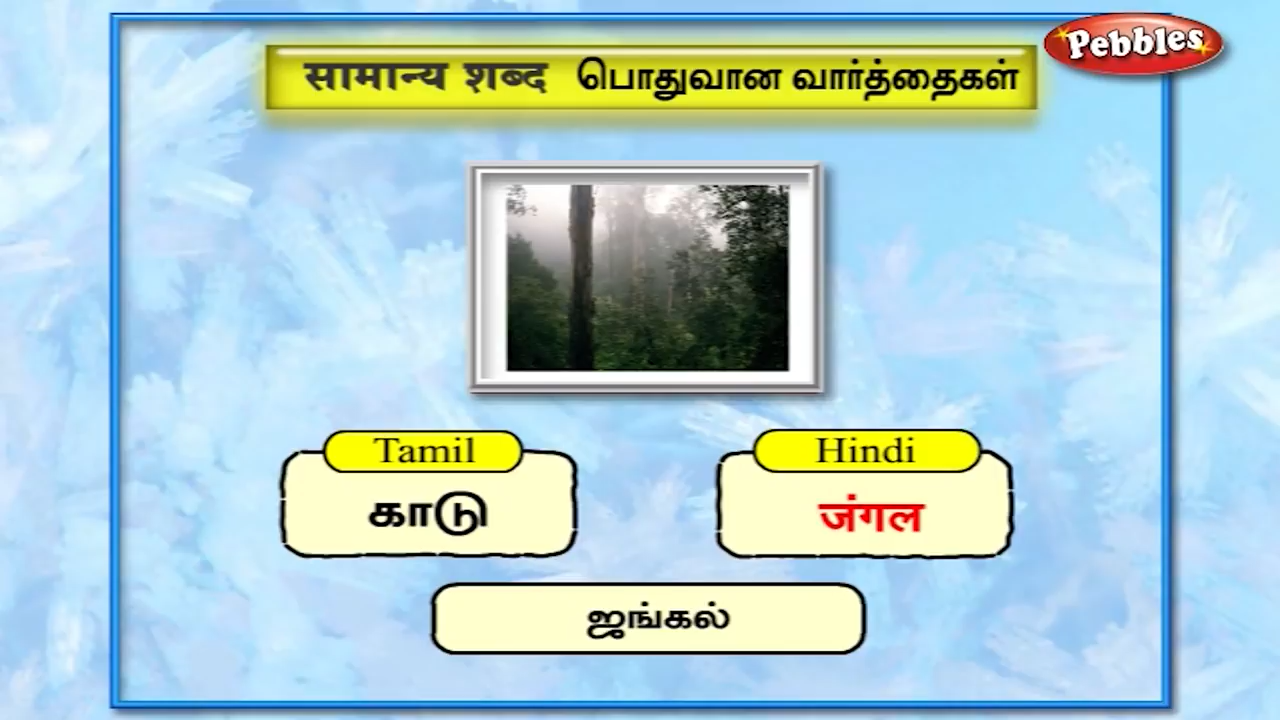 सामान्य शब्द பொதுவான வார்த்தைகள்
Pebbles
Tamil
Hindi
காடு
जंगल
ஜங்கல்